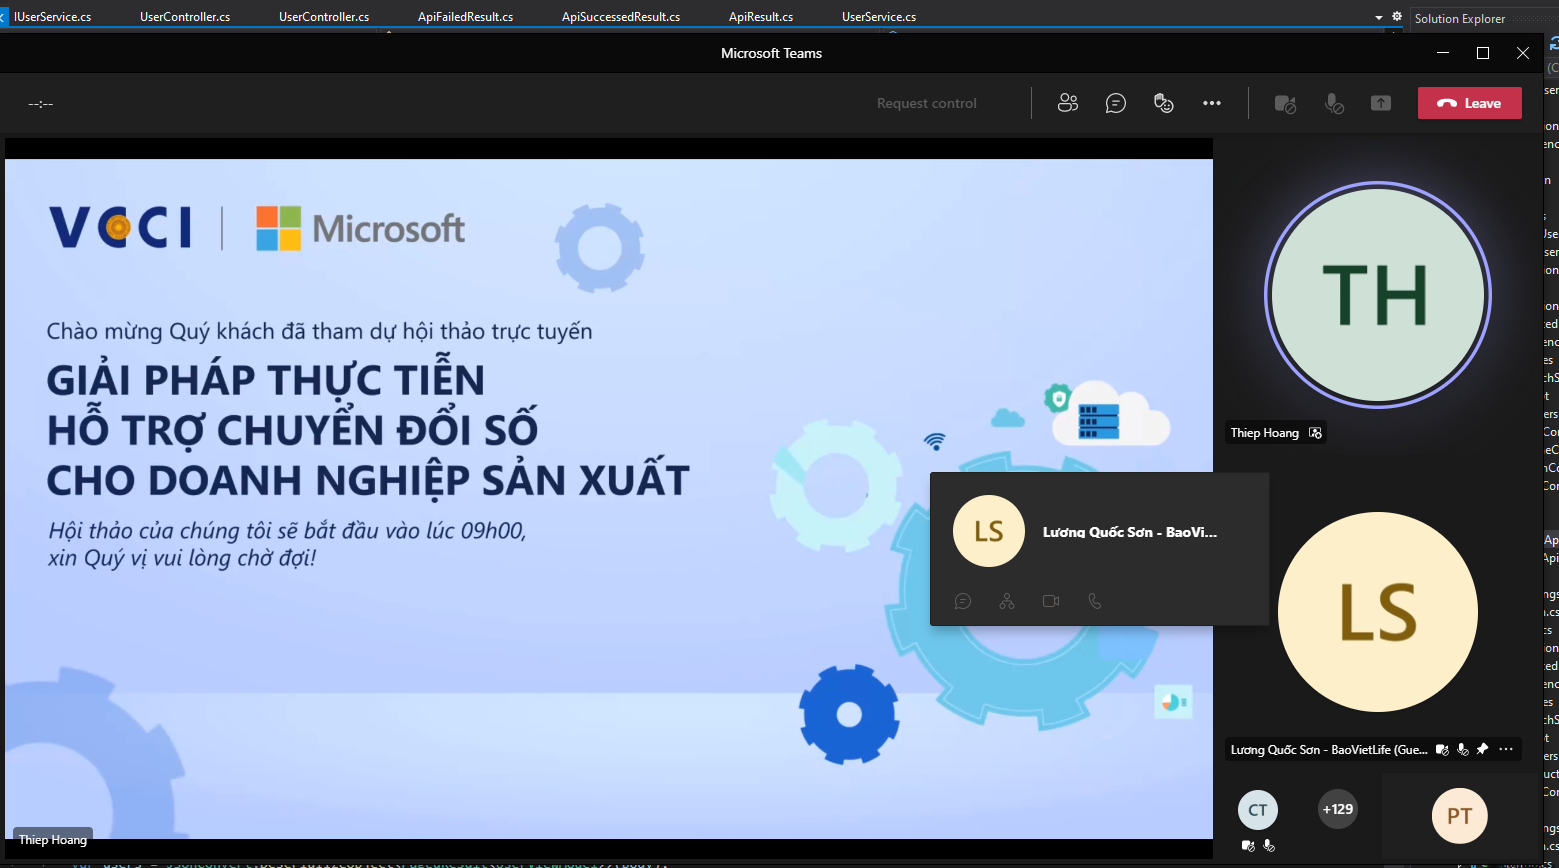 IUserService.cs UserController.cs UserController.cs ApiFailedResult.cs ApiSuccessedResult.cs ApiResult.cs UserService.cs Solution Explorer
Microsoft Teams
--:-- Request control Leave
VCCI Microsoft
Chào mừng Quý khách đã tham dự hội thảo trực tuyến
GIẢI PHÁP THỰC TIỄN
HỖ TRỢ CHUYỂN ĐỔI SỐ
CHO DOANH NGHIỆP SẢN XUẤT
Hội thảo của chúng tôi sẽ bắt đầu vào lúc 09h00,
xin Quý vị vui lòng chờ đợi!
Thiep Hoang
TH
Thiep Hoang
LS
Lương Quốc Sơn - BaoVi...
LS
Lương Quốc Sơn - BaoVietLife (Gue...
CT
+129
PT